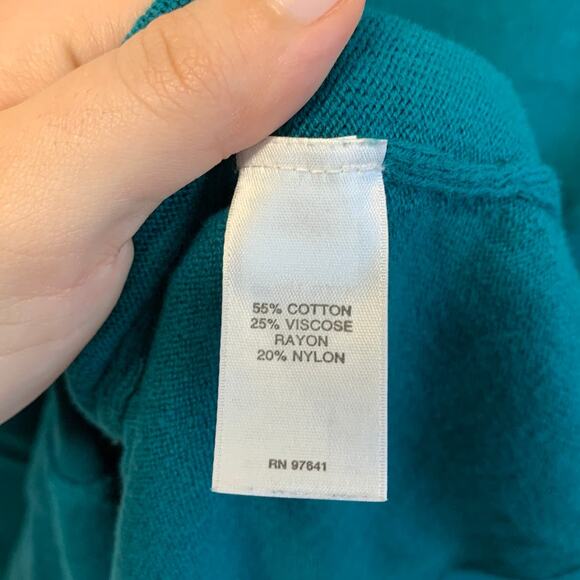 55% COTTON
25% VISCOSE
RAYON
20% NYLON
RN 97641